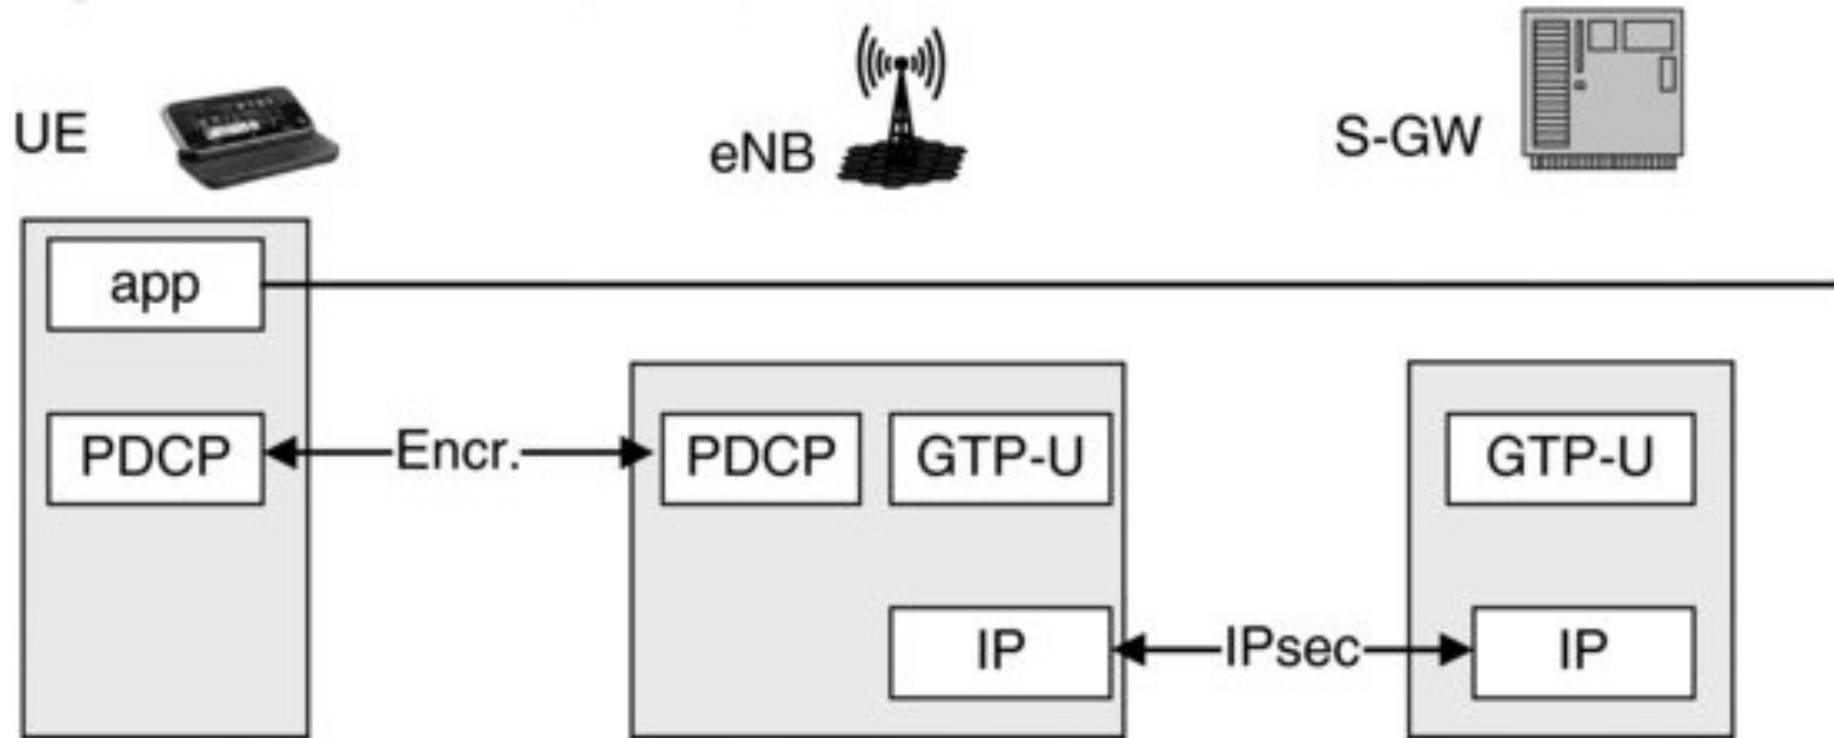 UE
eNB
S-GW
app
PDCP
Encr.
PDCP
GTP-U
GTP-U
IP
IPsec
IP